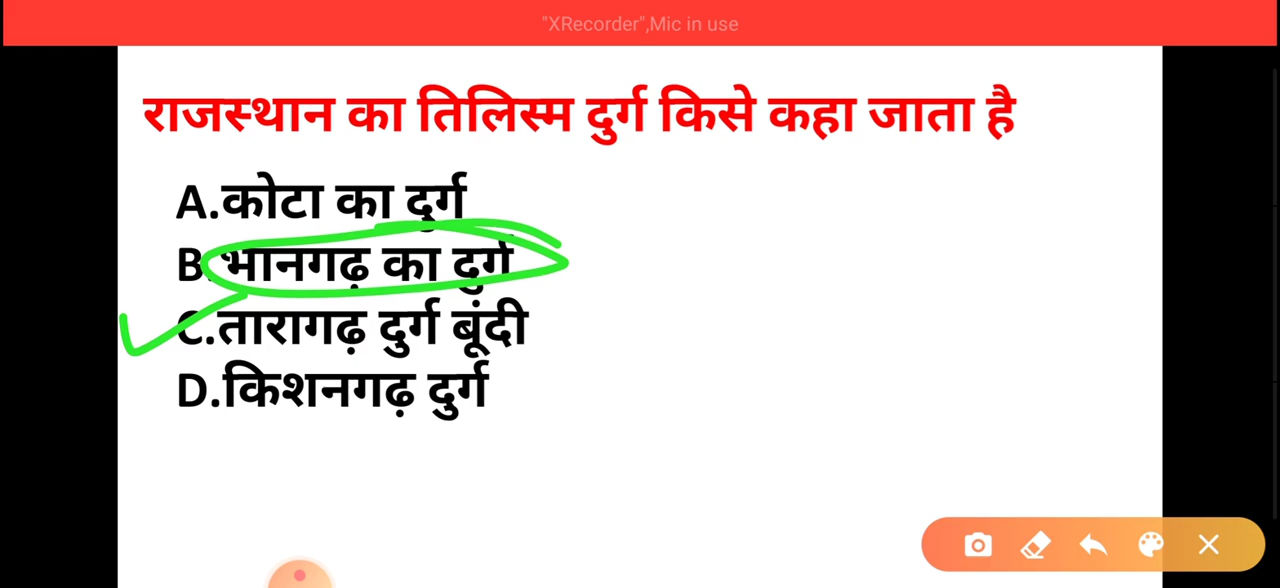 "XRecorder",Mic in use
राजस्थान का तिलिस्म दुर्ग किसे कहा जाता है
A.कोटा का दुर्ग
B.भानगढ़ का दुर्ग
C.तारागढ़ दुर्ग बूंदी
D.किशनगढ़ दुर्ग